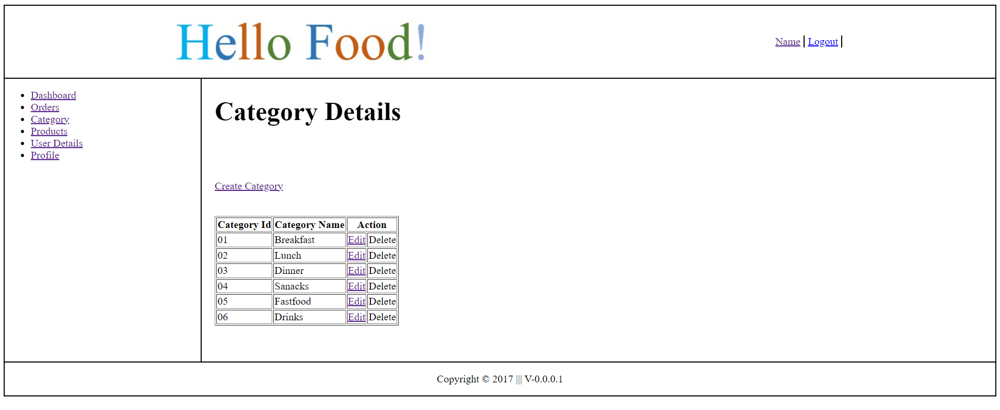 Hello Food!
Name | Logout |
Dashboard
Orders
Category
Products
User Details
Profile
Category Details
Create Category
Category Id Category Name Action
01 Breakfast Edit Delete
02 Lunch Edit Delete
03 Dinner Edit Delete
04 Sanacks Edit Delete
05 Fastfood Edit Delete
06 Drinks Edit Delete
Copyright © 2017 ||| V-0.0.0.1